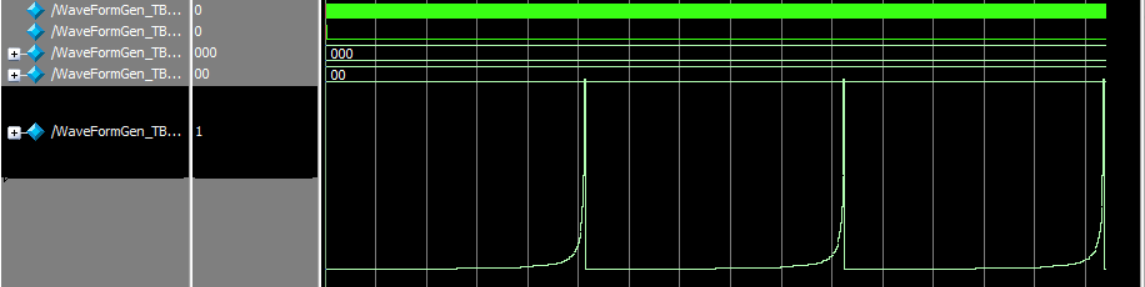 /WaveFormGen_TB... 0
/WaveFormGen_TB... 0
/WaveFormGen_TB... 000 000
/WaveFormGen_TB... 00 00
/WaveFormGen_TB... 1